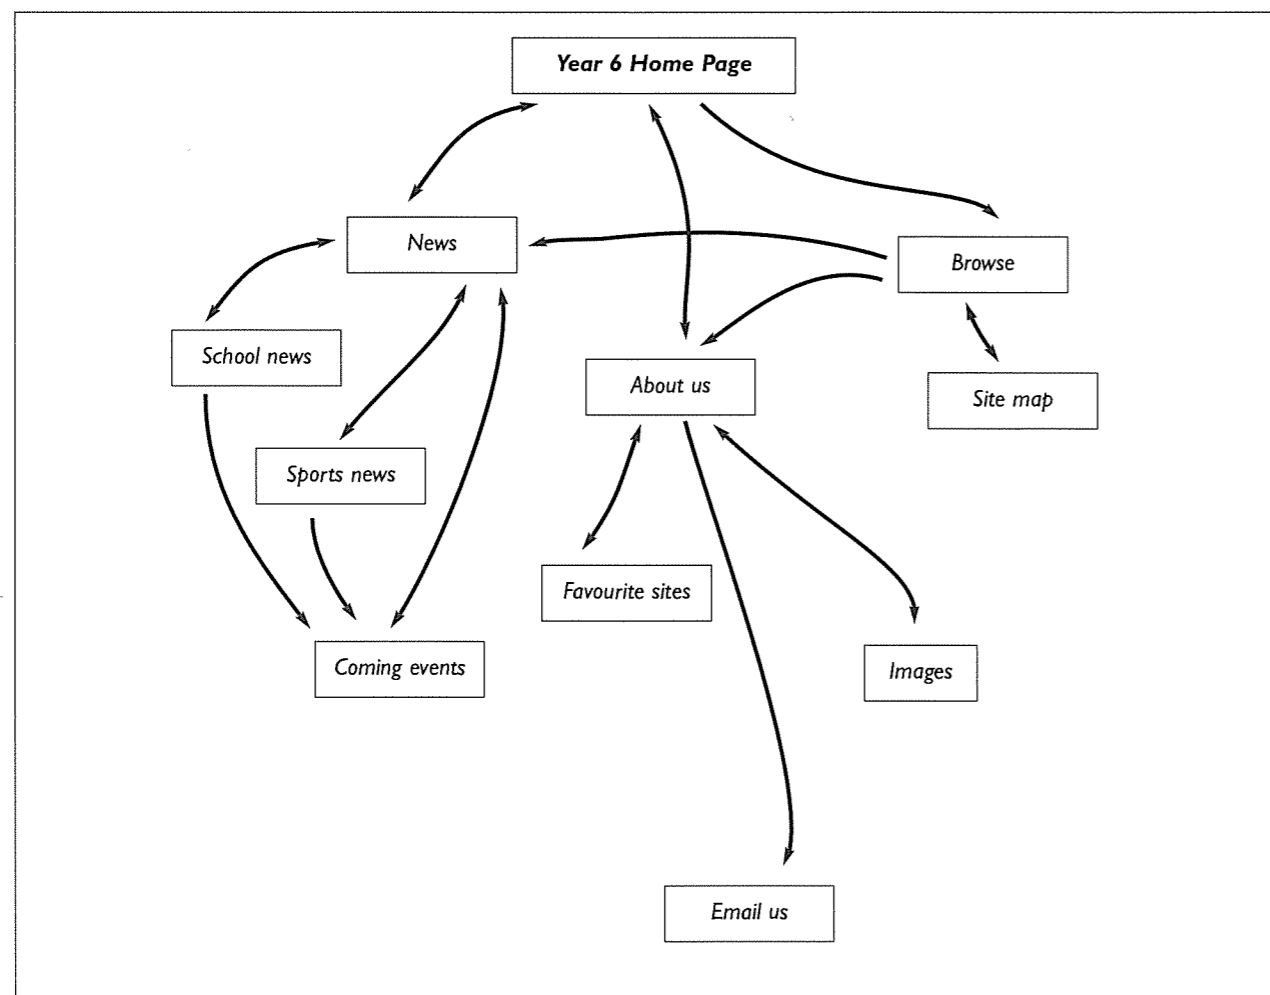 Year 6 Home Page
News
Browse
School news
About us
Site map
Sports news
Favourite sites
Coming events
Images
Email us